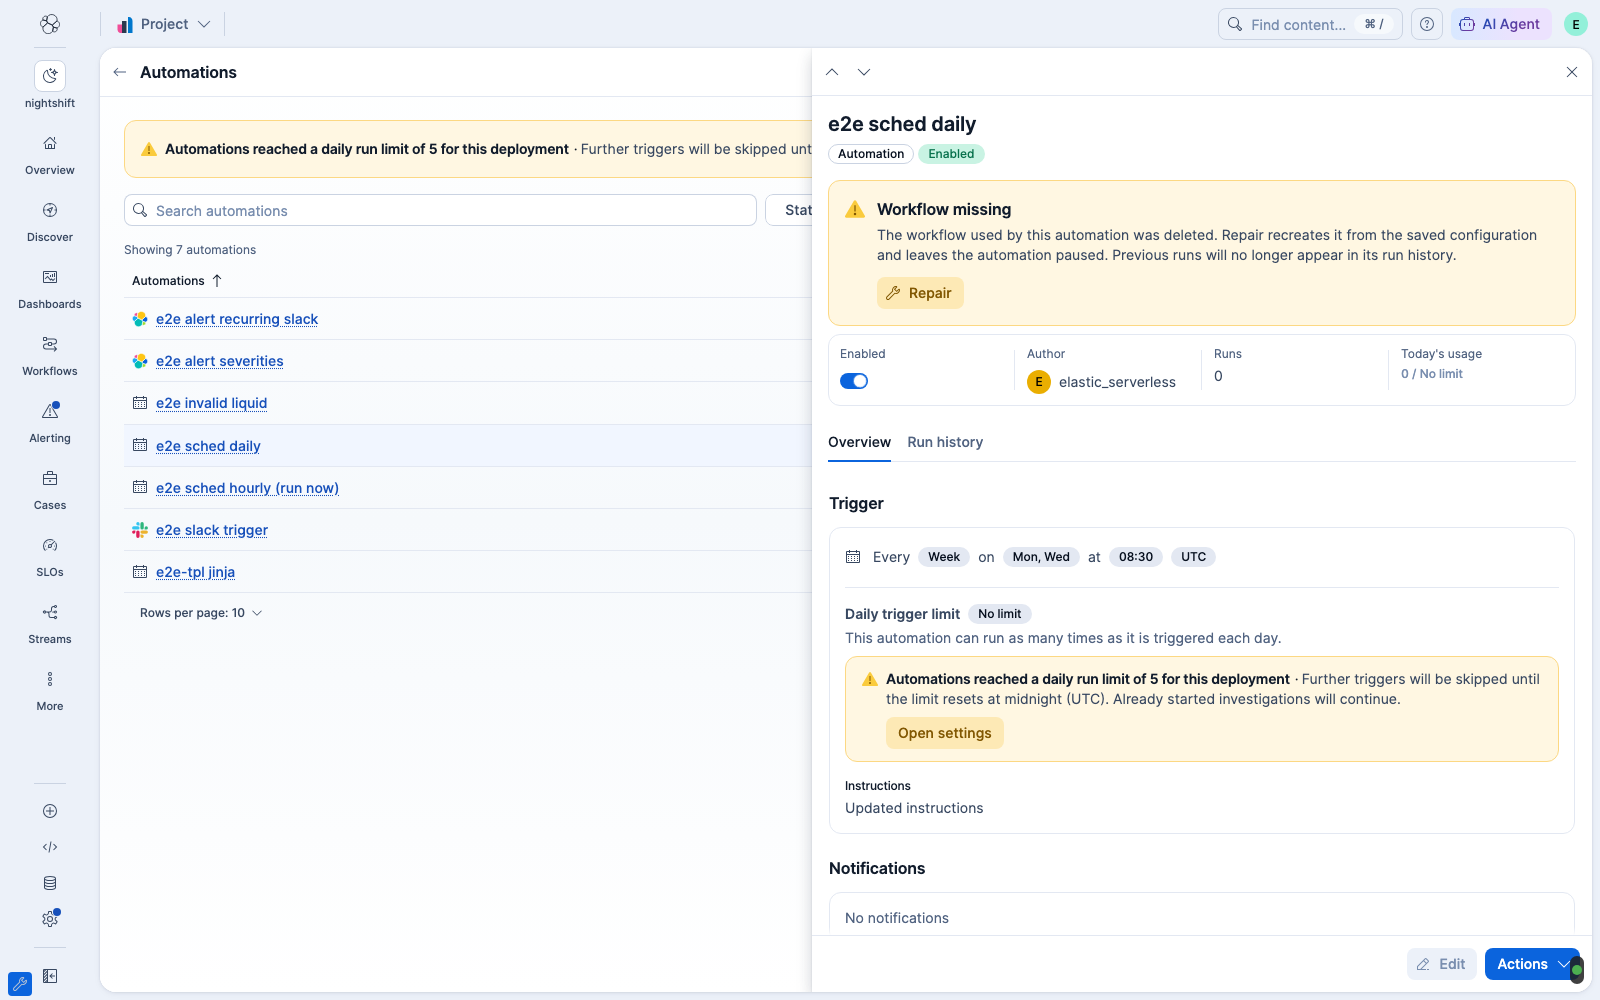 Project
Find content...
⌘ /
AI Agent
E
nightshift
Overview
Discover
Dashboards
Workflows
Alerting
Cases
SLOs
Streams
More
Automations
Automations reached a daily run limit of 5 for this deployment · Further triggers will be skipped unt
Search automations
Stat
Showing 7 automations
Automations
e2e alert recurring slack
e2e alert severities
e2e invalid liquid
e2e sched daily
e2e sched hourly (run now)
e2e slack trigger
e2e-tpl jinja
Rows per page: 10
e2e sched daily
Automation
Enabled
Workflow missing
The workflow used by this automation was deleted. Repair recreates it from the saved configuration
and leaves the automation paused. Previous runs will no longer appear in its run history.
Repair
Enabled
Author
E elastic_serverless
Runs
0
Today's usage
0 / No limit
Overview
Run history
Trigger
Every Week on Mon, Wed at 08:30 UTC
Daily trigger limit No limit
This automation can run as many times as it is triggered each day.
Automations reached a daily run limit of 5 for this deployment · Further triggers will be skipped until
the limit resets at midnight (UTC). Already started investigations will continue.
Open settings
Instructions
Updated instructions
Notifications
No notifications
Edit
Actions